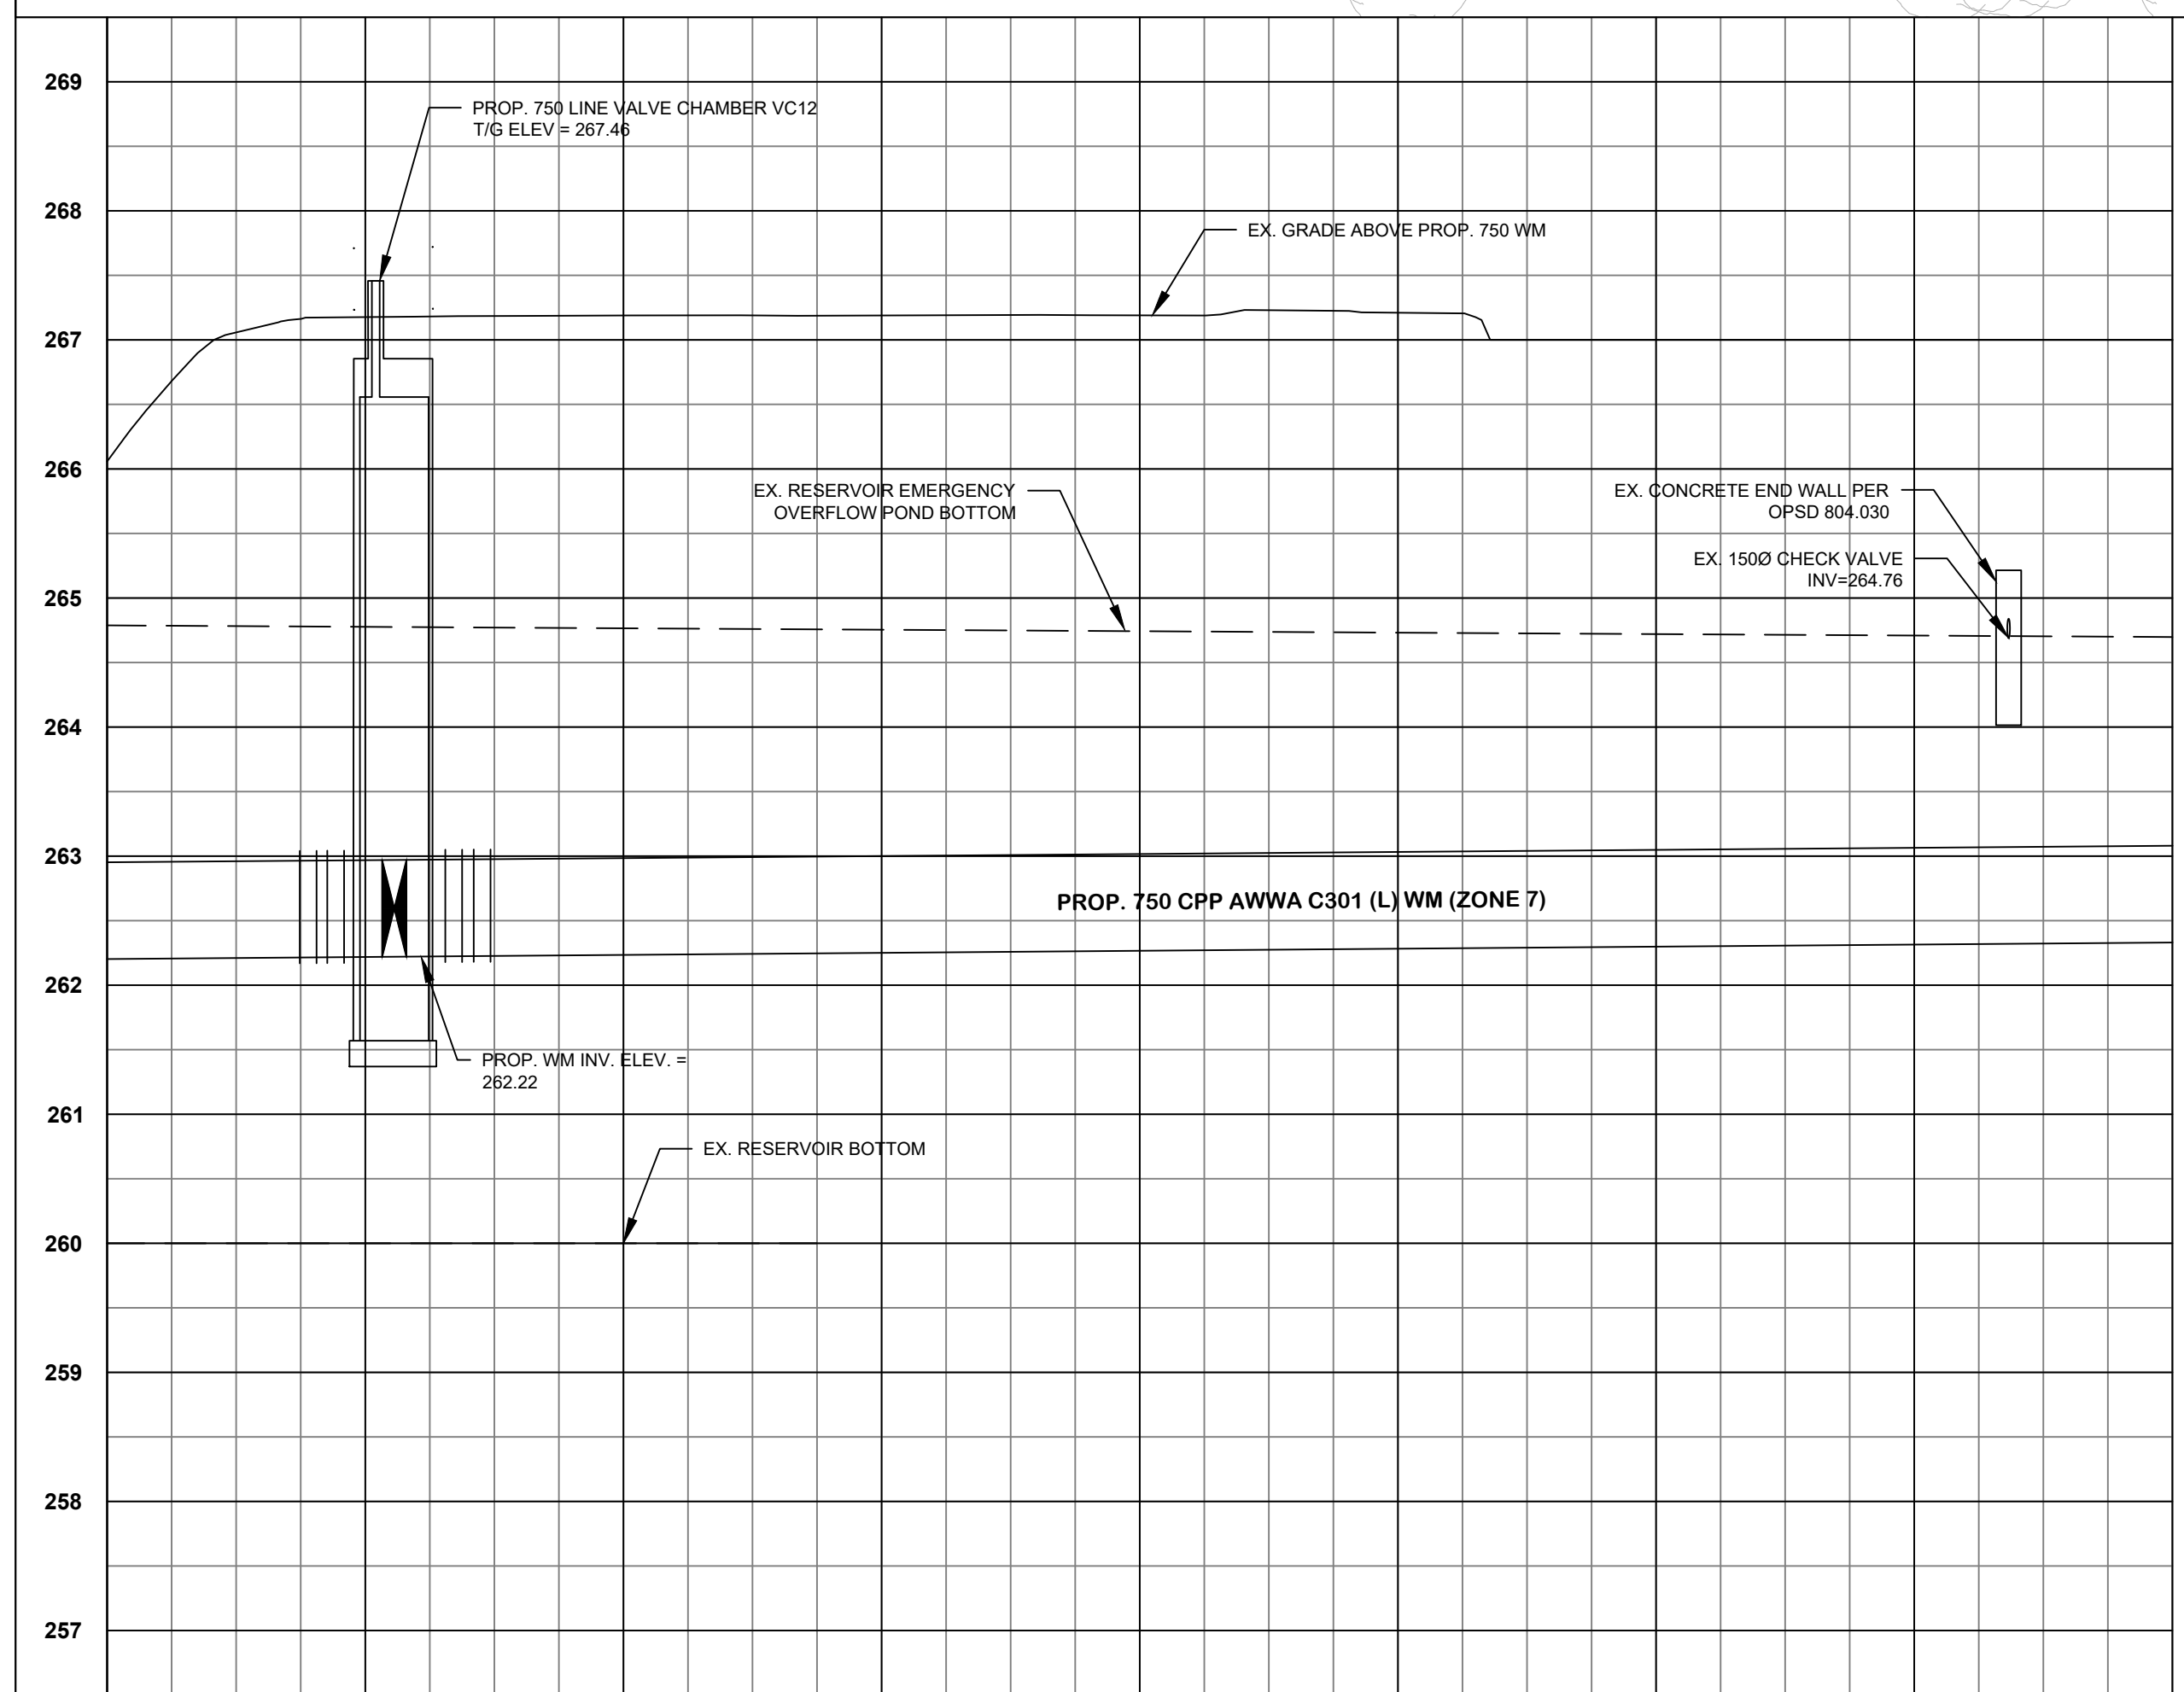 269
PROP. 750 LINE VALVE CHAMBER VC12
T/G ELEV = 267.46
268
EX. GRADE ABOVE PROP. 750 WM
267
266
EX. RESERVOIR EMERGENCY
OVERFLOW POND BOTTOM
EX. CONCRETE END WALL PER
OPSD 804.030
EX. 150Ø CHECK VALVE
INV=264.76
265
264
263
PROP. 750 CPP AWWA C301 (L) WM (ZONE 7)
262
PROP. WM INV. ELEV. =
262.22
261
EX. RESERVOIR BOTTOM
260
259
258
257